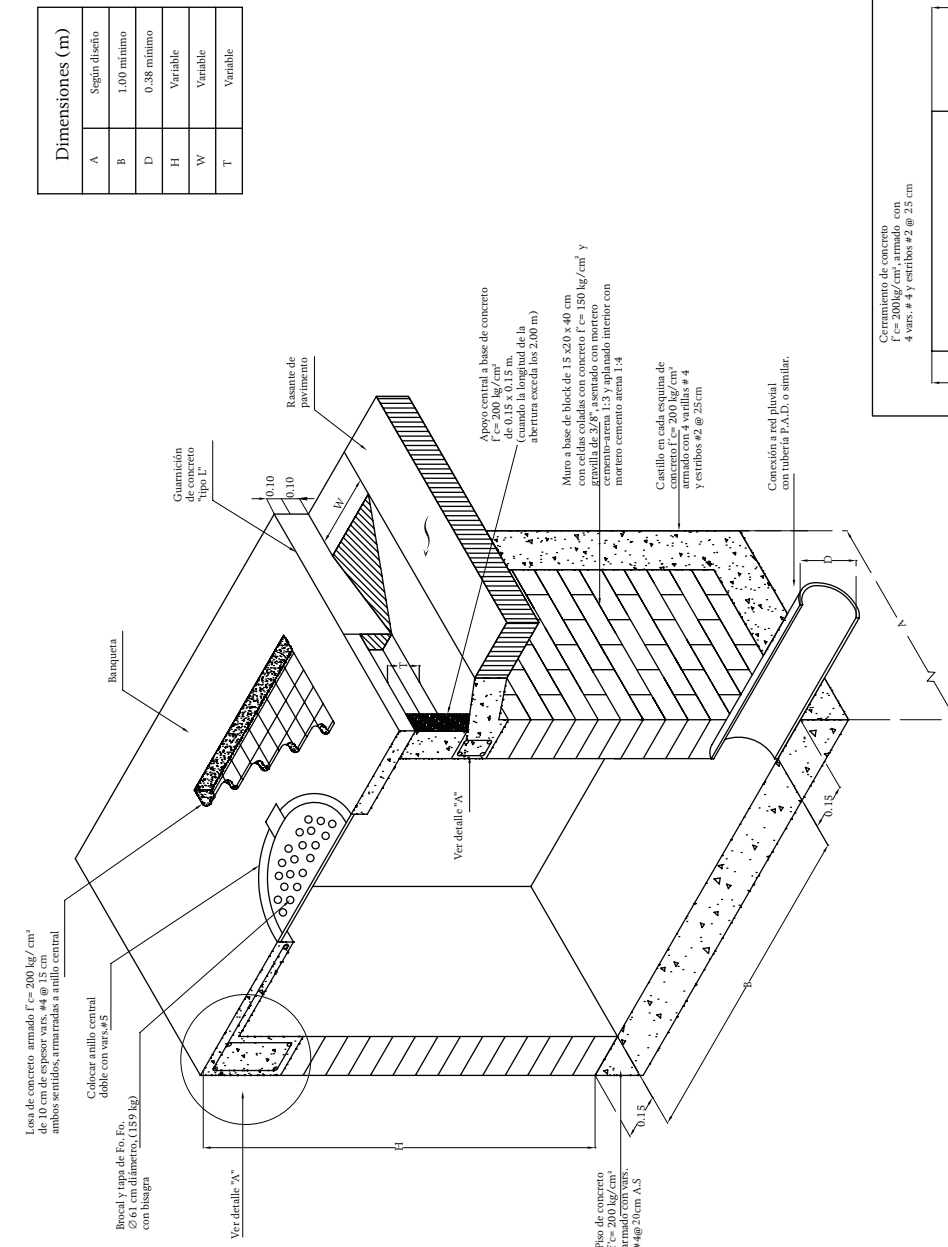 Dimensiones (m)
A Según diseño
B 1.00 mínimo
D 0.38 mínimo
H Variable
W Variable
T Variable
Losa de concreto armado f´c= 200 kg/ cm²
de 10 cm de espesor vars. #4 @ 15 cm
ambos sentidos, amarradas a anillo central
Colocar anillo central
doble con vars.#5
Brocal y tapa de Fo. Fo.
∅ 61 cm diámetro, (159 kg)
con bisagra
Ver detalle "A"
Banqueta
Guarnición
de concreto
"tipo L"
0.10
0.10
Rasante de
pavimento
W
T
Apoyo central a base de concreto
f´c= 200 kg/cm²
de 0.15 x 0.15 m.
(cuando la longitud de la
abertura exceda los 2.00 m)
Muro a base de block de 15 x20 x 40 cm
con celdas coladas con concreto f´c= 150 kg/cm² y
gravilla de 3/8", asentado con mortero
cemento-arena 1:3 y aplanado interior con
mortero cemento arena 1:4
Castillo en cada esquina de
concreto f´c= 200 kg/cm²
armado con 4 varillas # 4
y estribos #2 @ 25cm
Conexión a red pluvial
con tubería P.A.D. o similar.
Ver detalle "A"
H
D
A
B
0.15
0.15
Piso de concreto
f´c= 200 kg/cm²
armado con vars.
#4@20cm A.S
Cerramiento de concreto
f´c= 200kg/cm², armado con
4 vars. # 4 y estribos #2 @ 25 cm